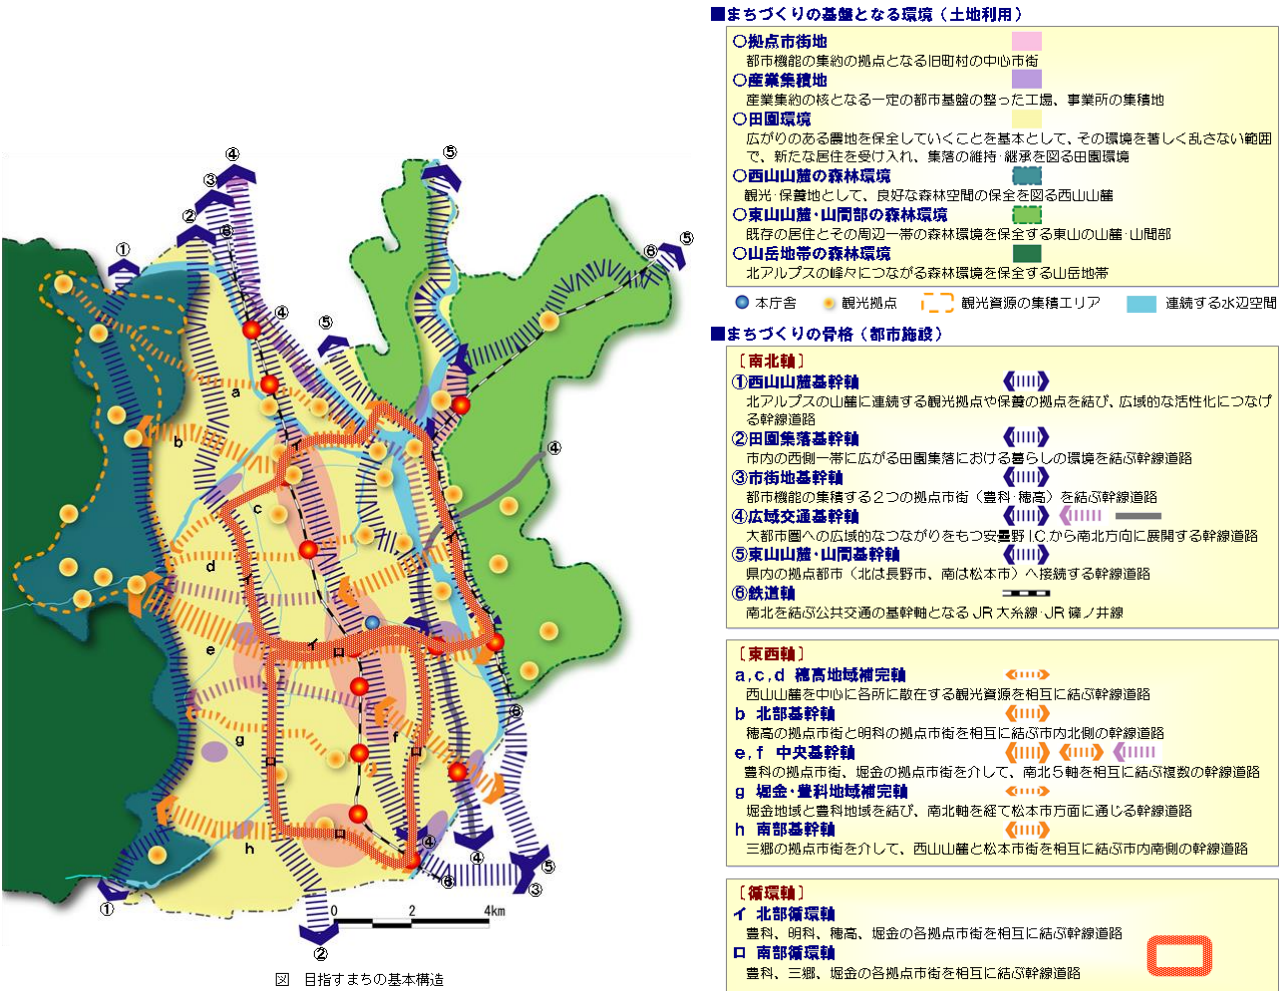 ■まちづくりの基盤となる環境（土地利用）
○拠点市街地
都市機能の集約の拠点となる旧町村の中心市街
○産業集積地
産業集約の核となる一定の都市基盤の整った工場、事業所の集積地
○田園環境
広がりのある農地を保全していくことを基本として、その環境を著しく乱さない範囲
で、新たな居住を受け入れ、集落の維持・継承を図る田園環境
○西山山麓の森林環境
観光・保養地として、良好な森林空間の保全を図る西山山麓
○東山山麓・山間部の森林環境
既存の居住とその周辺一帯の森林環境を保全する東山の山麓・山間部
○山岳地帯の森林環境
北アルプスの峰々につながる森林環境を保全する山岳地帯
本庁舎 観光拠点 観光資源の集積エリア 連続する水辺空間
■まちづくりの骨格（都市施設）
［南北軸］
①西山山麓基幹軸
北アルプスの山麓に連続する観光拠点や保養の拠点を結び、広域的な活性化につなげ
る幹線道路
②田園集落基幹軸
市内の西側一帯に広がる田園集落における暮らしの環境を結ぶ幹線道路
③市街地基幹軸
都市機能の集積する２つの拠点市街（豊科・穂高）を結ぶ幹線道路
④広域交通基幹軸
大都市圏への広域的なつながりをもつ安曇野I.C.から南北方向に展開する幹線道路
⑤東山山麓・山間基幹軸
県内の拠点都市（北は長野市、南は松本市）へ接続する幹線道路
⑥鉄道軸
南北を結ぶ公共交通の基幹軸となるJR大糸線・JR篠ノ井線
［東西軸］
a,c,d 穂高地域補完軸
西山山麓を中心に各所に散在する観光資源を相互に結ぶ幹線道路
b 北部基幹軸
穂高の拠点市街と明科の拠点市街を相互に結ぶ市内北側の幹線道路
e,f 中央基幹軸
豊科の拠点市街、堀金の拠点市街を介して、南北５軸を相互に結ぶ複数の幹線道路
g 堀金・豊科地域補完軸
堀金地域と豊科地域を結び、南北軸を経て松本市方面に通じる幹線道路
h 南部基幹軸
三郷の拠点市街を介して、西山山麓と松本市街を相互に結ぶ市内南側の幹線道路
［循環軸］
イ 北部循環軸
豊科、明科、穂高、堀金の各拠点市街を相互に結ぶ幹線道路
ロ 南部循環軸
豊科、三郷、堀金の各拠点市街を相互に結ぶ幹線道路
④
⑤
③
②
⑥
①
⑥
⑤
④
⑤
a
b
④
c
イ
d
イ
e
イ
ロ
⑥
f
g
ロ
ロ
h
ロ
④
④
⑤
⑥
③
①
0 2 4km
②
図 目指すまちの基本構造